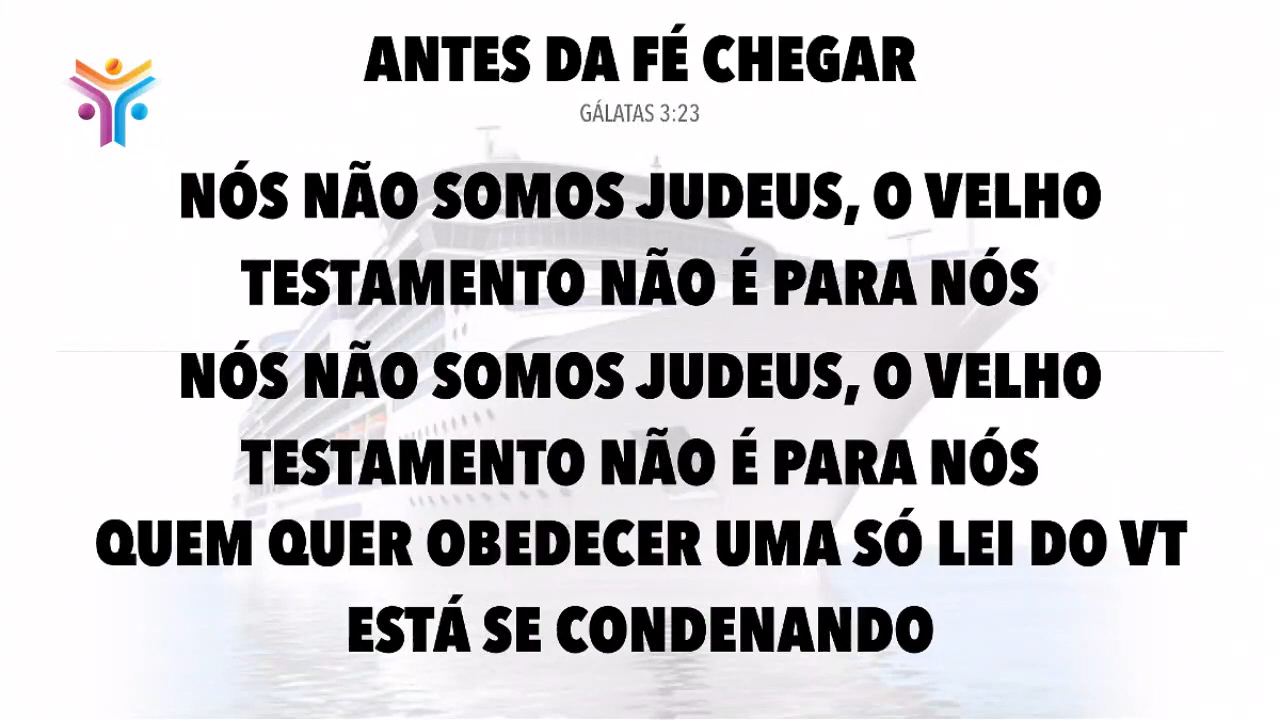 ANTES DA FÉ CHEGAR
GÁLATAS 3:23
NÓS NÃO SOMOS JUDEUS, O VELHO
TESTAMENTO NÃO É PARA NÓS
NÓS NÃO SOMOS JUDEUS, O VELHO
TESTAMENTO NÃO É PARA NÓS
QUEM QUER OBEDECER UMA SÓ LEI DO VT
ESTÁ SE CONDENANDO